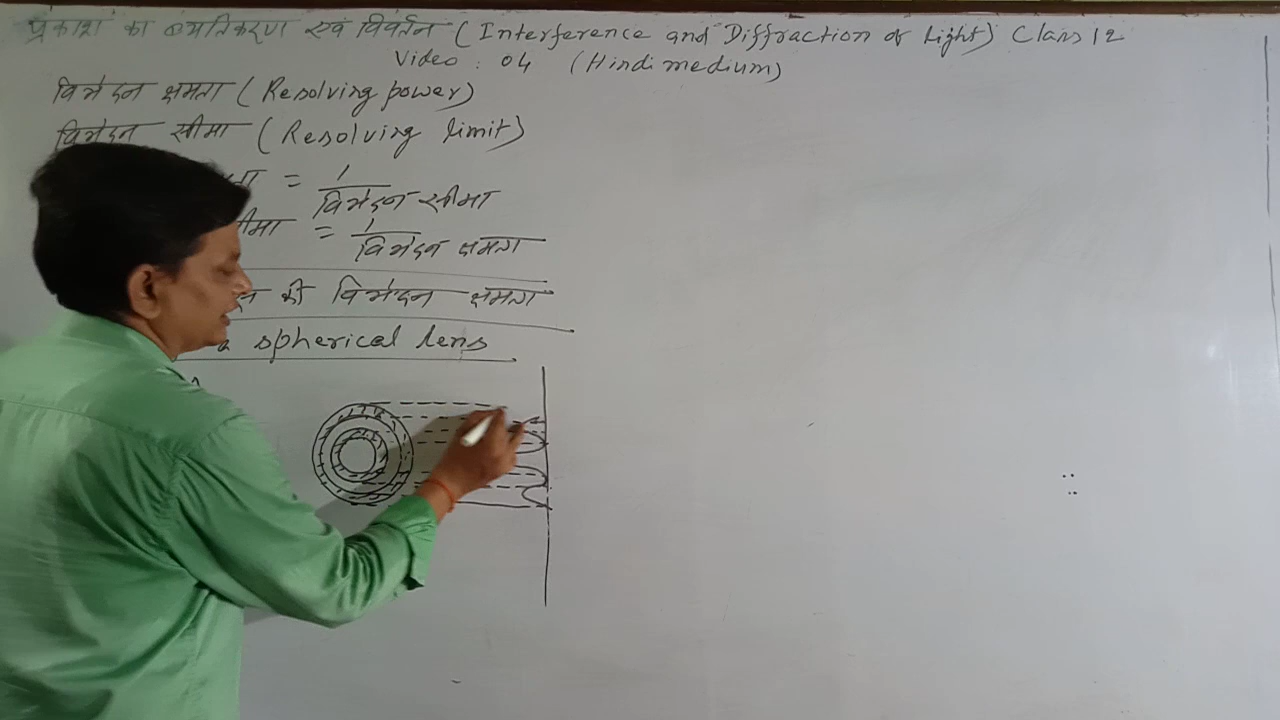 प्रकाश का व्यतिकरण एवं विवर्तन (Interference and Diffraction of Light) Class 12
Video : 04 (Hindi medium)
विभेदन क्षमता (Resolving power)
विभेदन सीमा (Resolving limit)
= 1 / विभेदन सीमा
= 1 / विभेदन क्षमता
की विभेदन क्षमता
a spherical lens